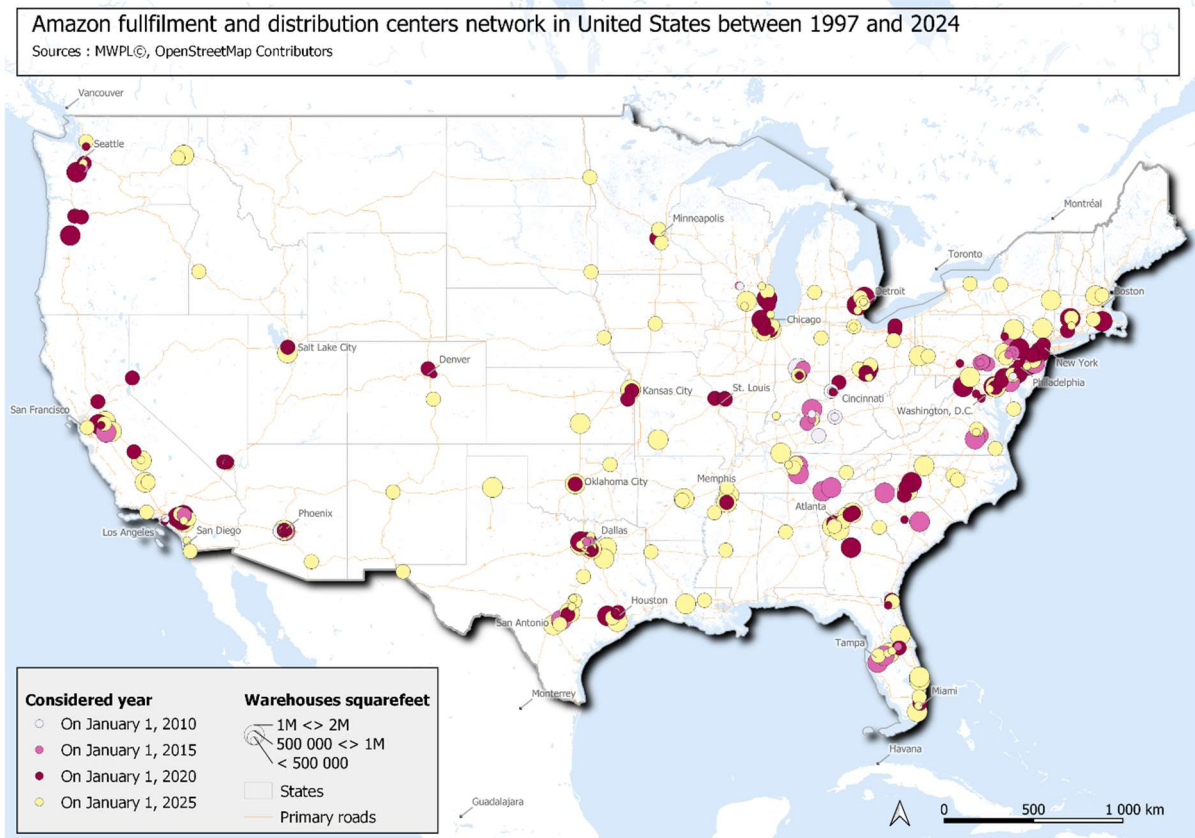 Amazon fullfilment and distribution centers network in United States between 1997 and 2024
Sources : MWPL©, OpenStreetMap Contributors
Vancouver
Seattle
Montréal
Minneapolis
Toronto
Detroit
Boston
Chicago
Salt Lake City
Denver
New York
Kansas City
St. Louis
Philadelphia
Cincinnati
San Francisco
Washington, D.C.
Oklahoma City
Memphis
Phoenix
Atlanta
Los Angeles
San Diego
Dallas
Houston
San Antonio
Tampa
Miami
Monterrey
Havana
Guadalajara
Considered year
On January 1, 2010
On January 1, 2015
On January 1, 2020
On January 1, 2025
Warehouses squarefeet
1M <> 2M
500 000 <> 1M
< 500 000
States
Primary roads
0 500 1 000 km